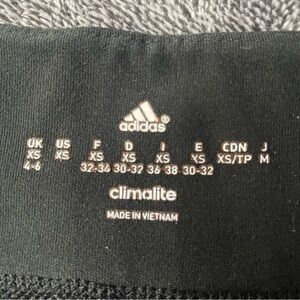 adidas®
UK US F D I E CDN J
XS XS XS XS XS XS XS/TP M
4-6 32-34 30-32 36 38 30-32
climalite
MADE IN VIETNAM